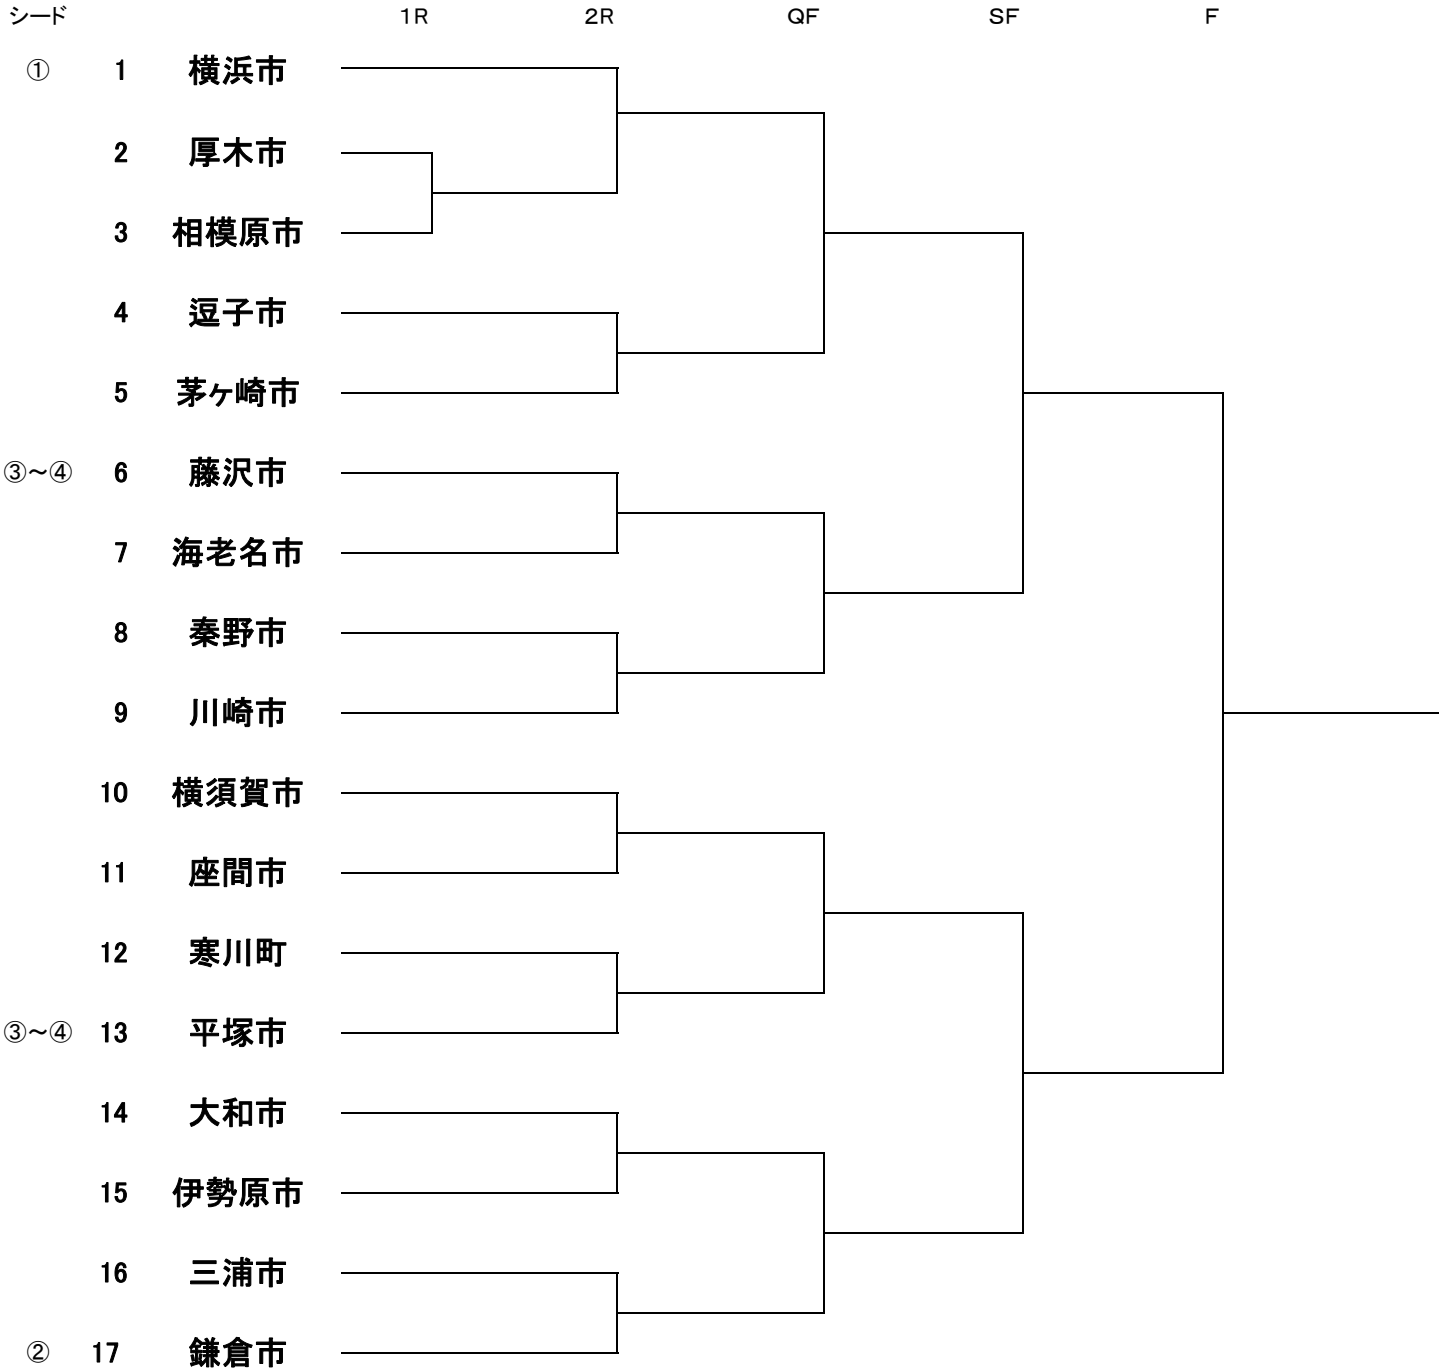 シード 1R 2R QF SF F
① 1 横浜市
2 厚木市
3 相模原市
4 逗子市
5 茅ヶ崎市
③～④ 6 藤沢市
7 海老名市
8 秦野市
9 川崎市
10 横須賀市
11 座間市
12 寒川町
③～④ 13 平塚市
14 大和市
15 伊勢原市
16 三浦市
② 17 鎌倉市